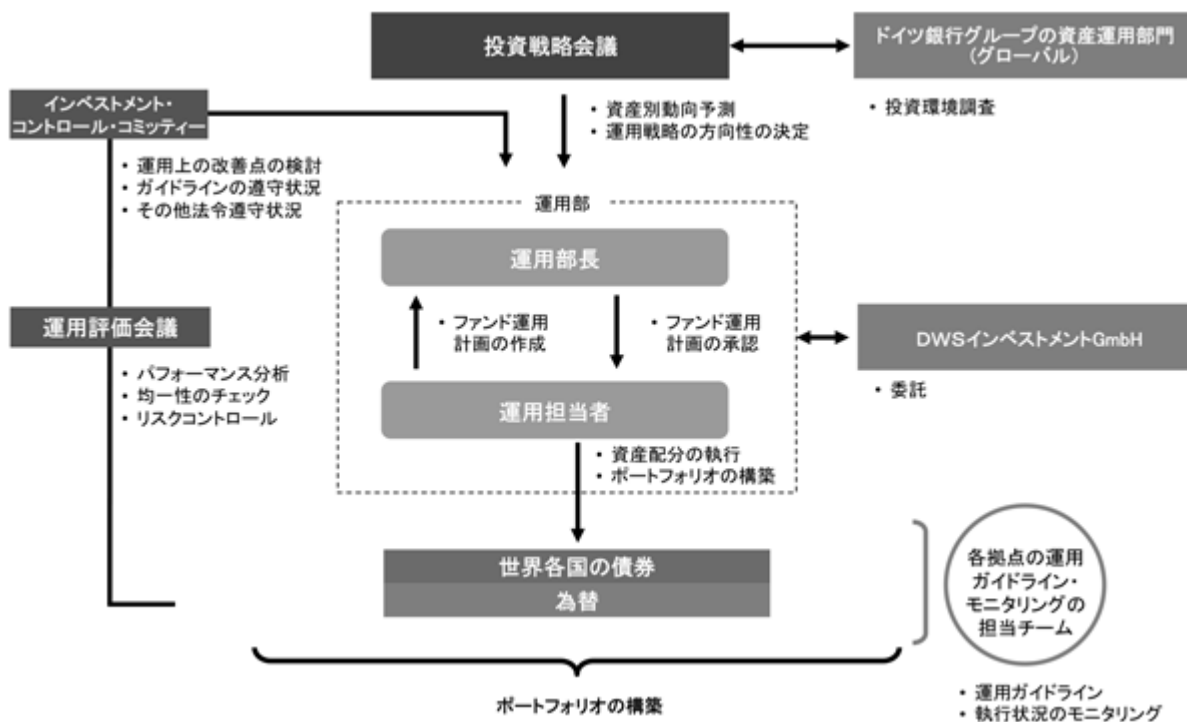 投資戦略会議
ドイツ銀行グループの資産運用部門
(グローバル)
・投資環境調査
・資産別動向予測
・運用戦略の方向性の決定
インベストメント・
コントロール・コミッティー
・運用上の改善点の検討
・ガイドラインの遵守状況
・その他法令遵守状況
運用部
運用部長
・ファンド運用
計画の作成
・ファンド運用
計画の承認
運用評価会議
・パフォーマンス分析
・均一性のチェック
・リスクコントロール
DWSインベストメントGmbH
・委託
運用担当者
・資産配分の執行
・ポートフォリオの構築
世界各国の債券
為替
各拠点の運用
ガイドライン・
モニタリングの
担当チーム
・運用ガイドライン
・執行状況のモニタリング
ポートフォリオの構築